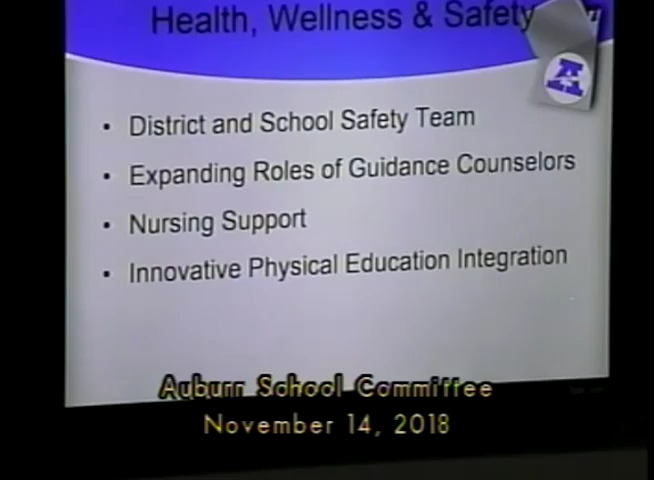 Health, Wellness & Safety
A
• District and School Safety Team
• Expanding Roles of Guidance Counselors
• Nursing Support
• Innovative Physical Education Integration
Auburn School Committee
November 14, 2018